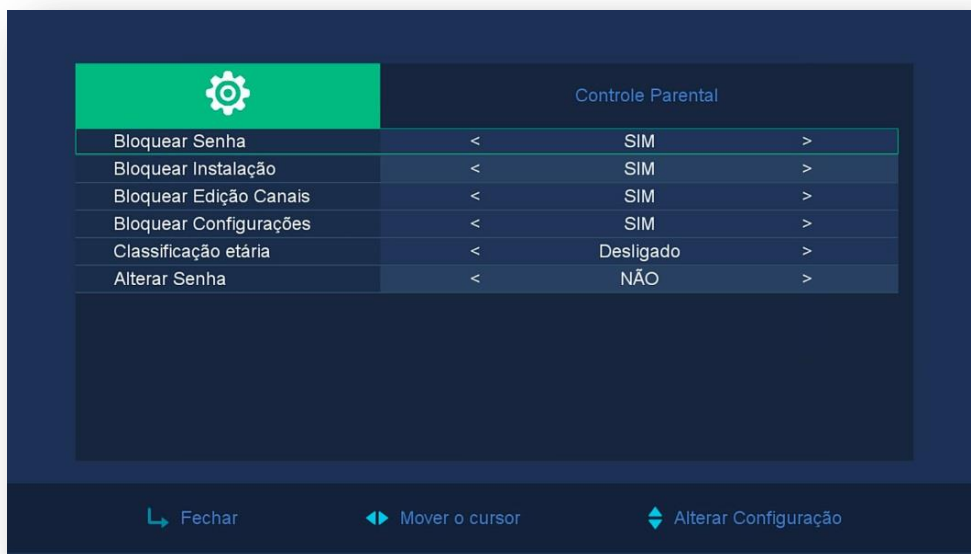 Controle Parental
Bloquear Senha < SIM >
Bloquear Instalação < SIM >
Bloquear Edição Canais < SIM >
Bloquear Configurações < SIM >
Classificação etária < Desligado >
Alterar Senha < NÃO >
Fechar Mover o cursor Alterar Configuração